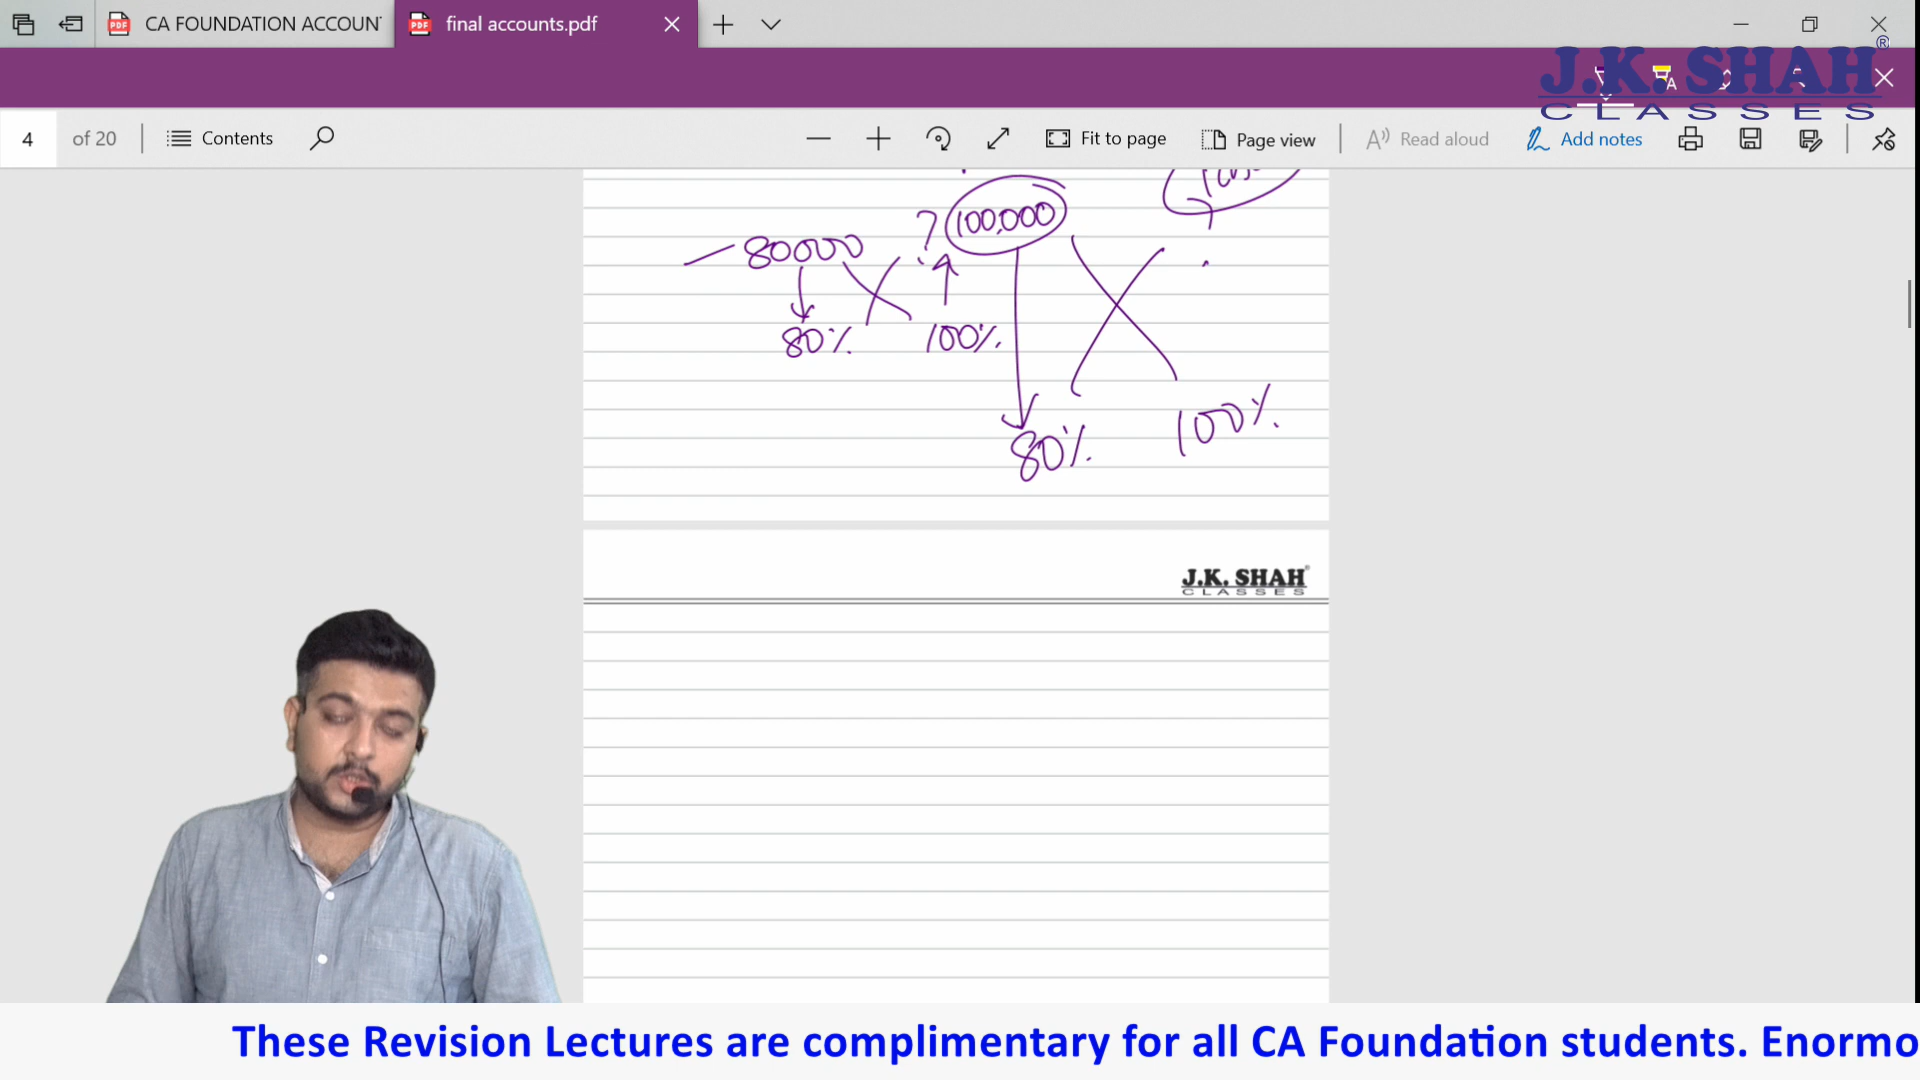 CA FOUNDATION ACCOUN
final accounts.pdf
J.K. SHAH®
CLASSES
4 of 20
Contents
Fit to page
Page view
Read aloud
Add notes
? 100,000
80000
?
80% 100%
80% 100%
J.K. SHAH®
CLASSES
These Revision Lectures are complimentary for all CA Foundation students. Enormo